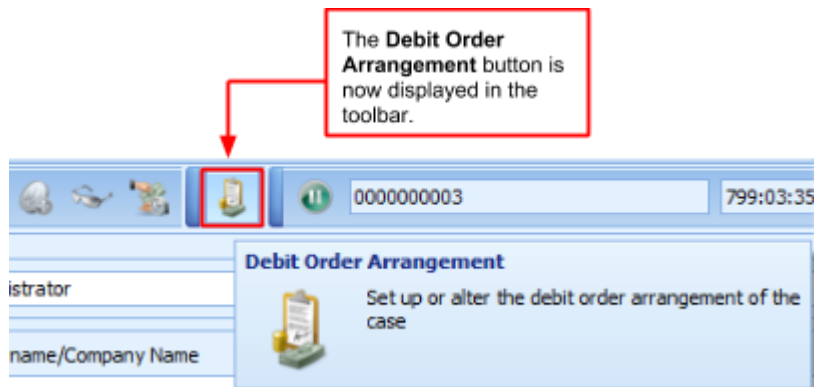 The Debit Order
Arrangement button is
now displayed in the
toolbar.
0000000003
799:03:35
Debit Order Arrangement
istrator
Set up or alter the debit order arrangement of the
case
name/Company Name